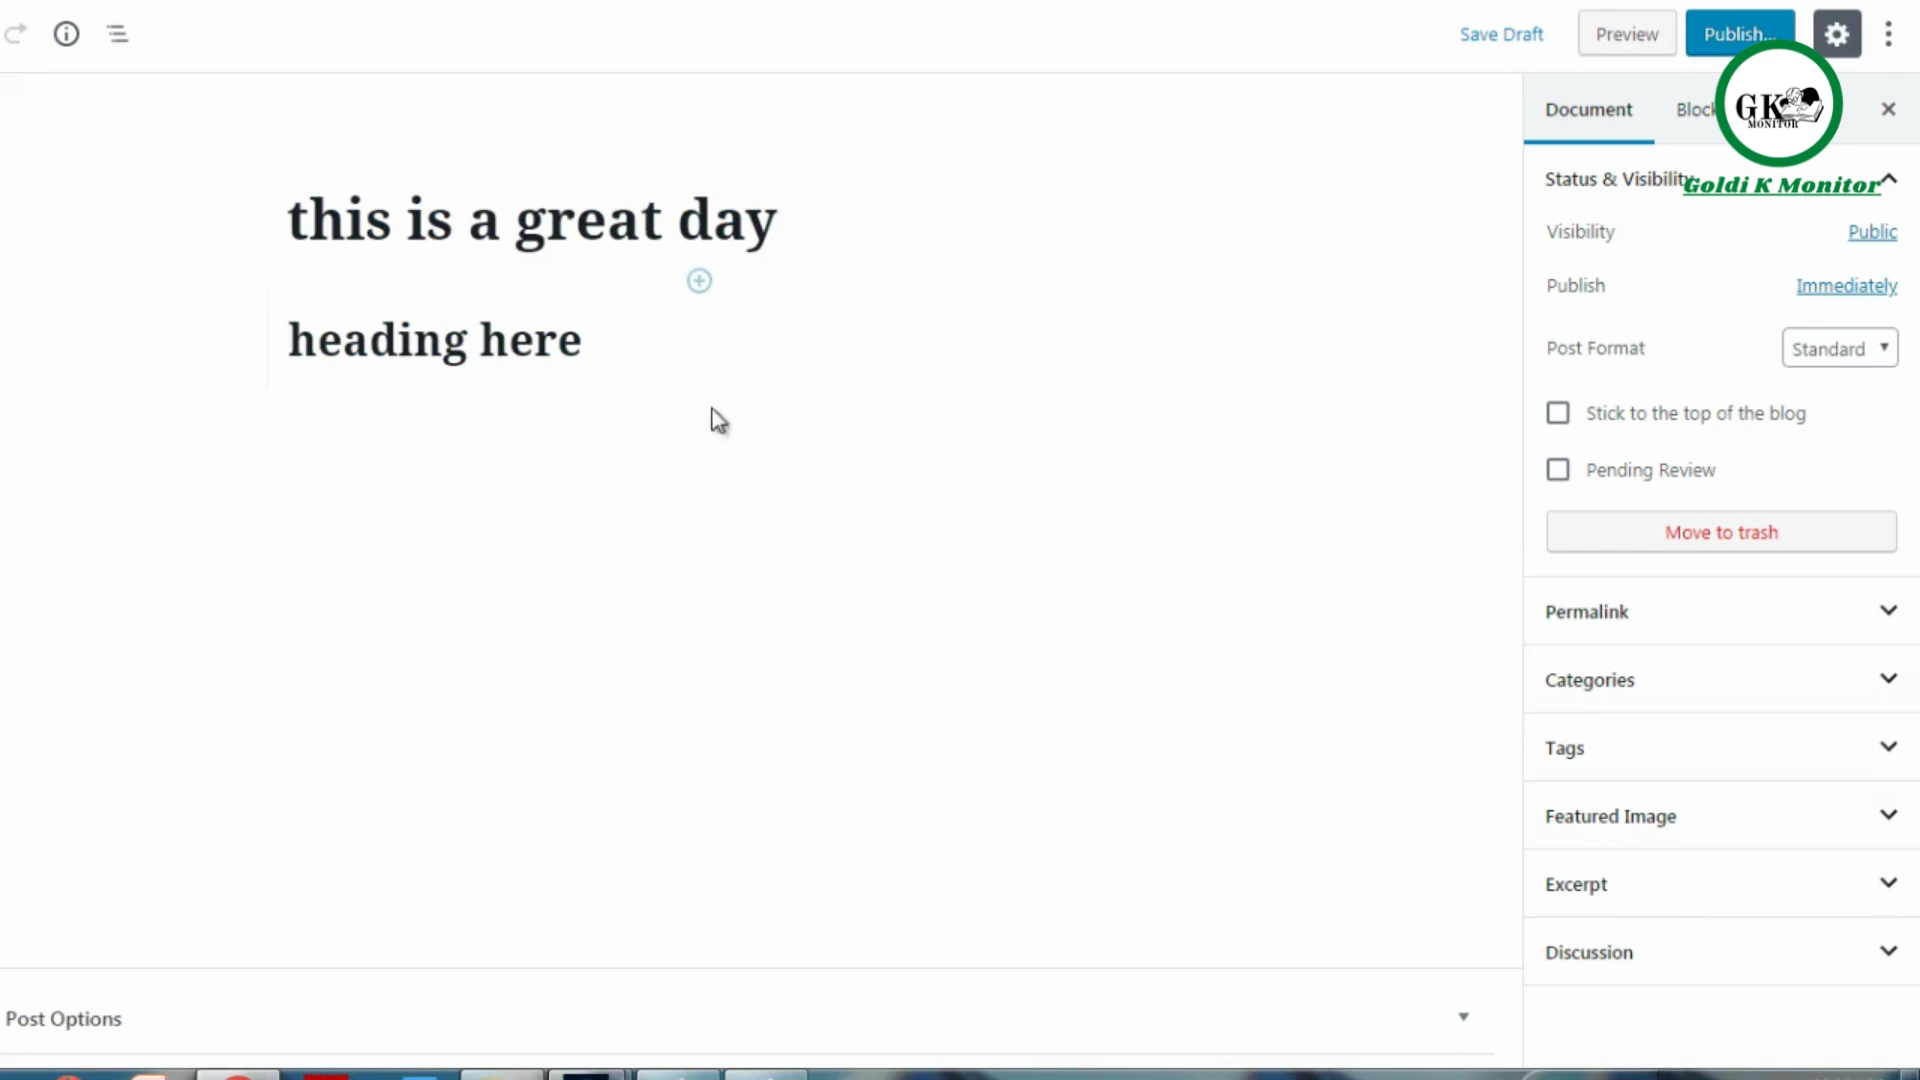 Save Draft
Preview
Publish...
GK
MONITOR
Goldi K Monitor
Document
Block
Status & Visibility
Visibility
Public
Publish
Immediately
Post Format
Standard
Stick to the top of the blog
Pending Review
Move to trash
Permalink
Categories
Tags
Featured Image
Excerpt
Discussion
this is a great day
heading here
Post Options